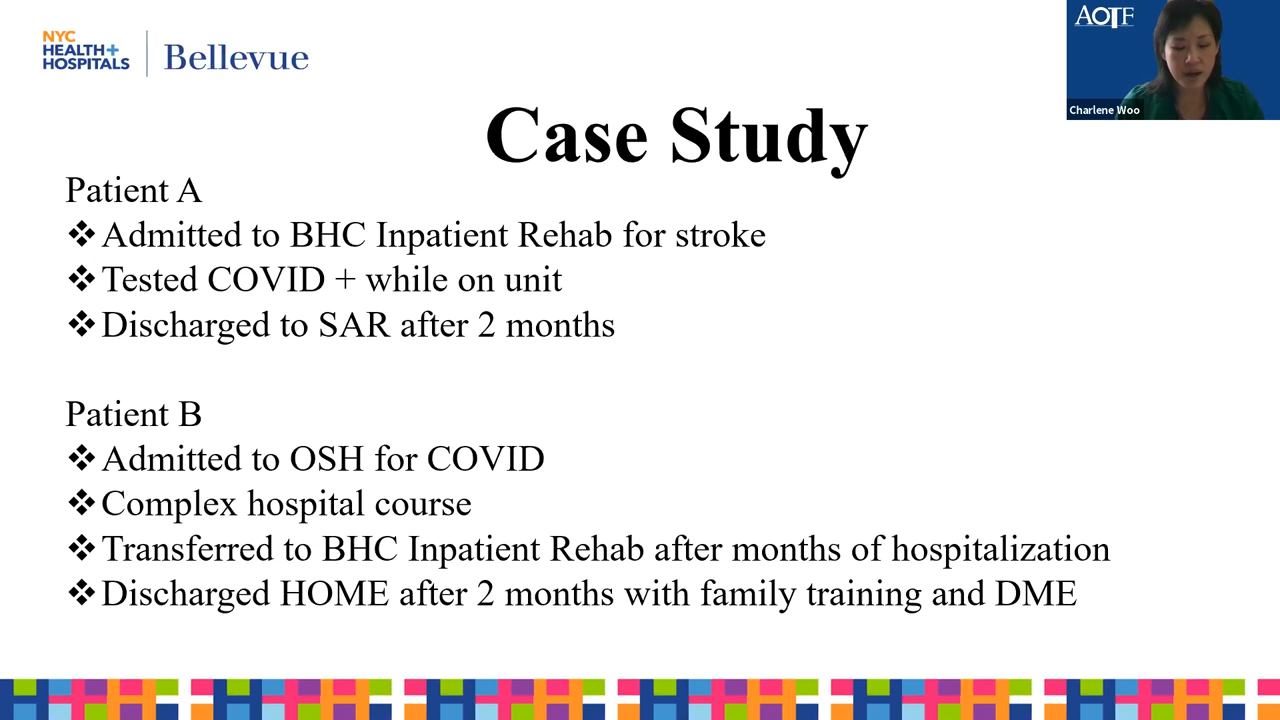 NYC
HEALTH+
HOSPITALS
Bellevue
AOTF
Charlene Woo
Case Study
Patient A
❖Admitted to BHC Inpatient Rehab for stroke
❖Tested COVID + while on unit
❖Discharged to SAR after 2 months
Patient B
❖Admitted to OSH for COVID
❖Complex hospital course
❖Transferred to BHC Inpatient Rehab after months of hospitalization
❖Discharged HOME after 2 months with family training and DME